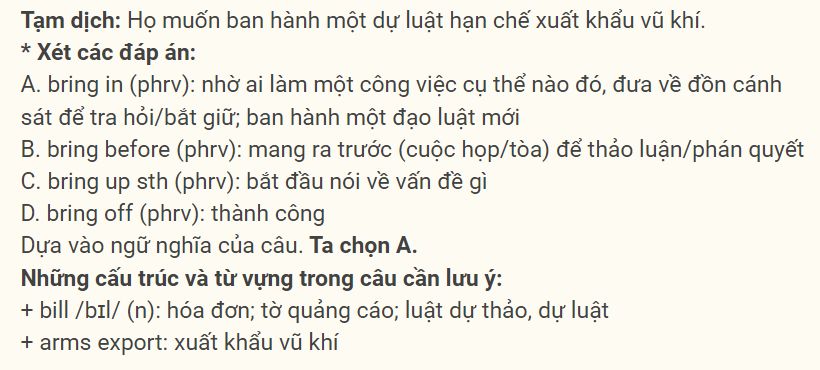 Tạm dịch: Họ muốn ban hành một dự luật hạn chế xuất khẩu vũ khí.
* Xét các đáp án:
A. bring in (phrv): nhờ ai làm một công việc cụ thể nào đó, đưa về đồn cánh
sát để tra hỏi/bắt giữ; ban hành một đạo luật mới
B. bring before (phrv): mang ra trước (cuộc họp/tòa) để thảo luận/phán quyết
C. bring up sth (phrv): bắt đầu nói về vấn đề gì
D. bring off (phrv): thành công
Dựa vào ngữ nghĩa của câu. Ta chọn A.
Những cấu trúc và từ vựng trong câu cần lưu ý:
+ bill /bɪl/ (n): hóa đơn; tờ quảng cáo; luật dự thảo, dự luật
+ arms export: xuất khẩu vũ khí